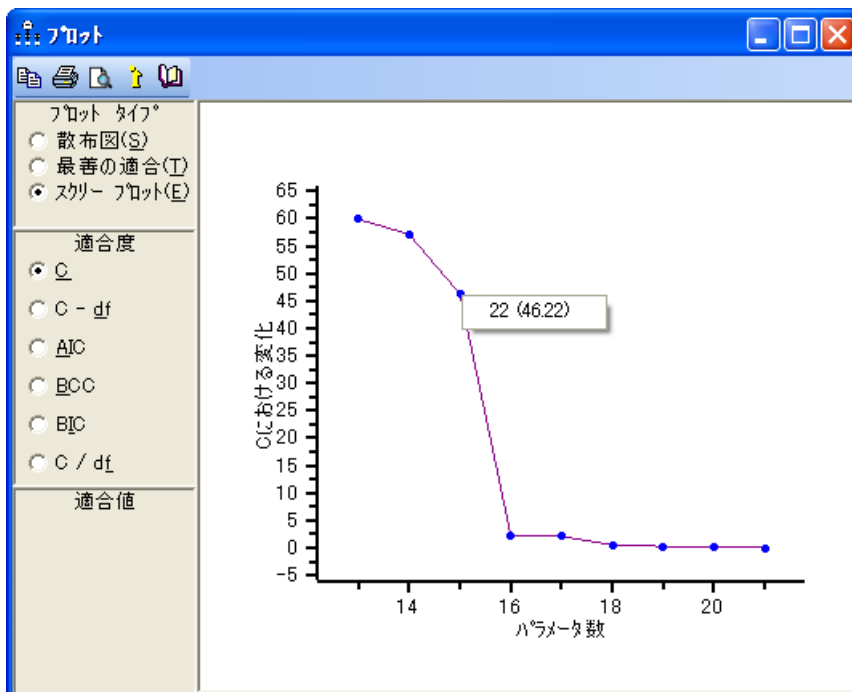 プロット
プロット タイプ
散布図(S)
最善の適合(T)
スクリー プロット(E)
適合度
C
C - df
AIC
BCC
BIC
C / df
適合値
Cにおける変化
65
60
55
50
45
40
35
30
25
20
15
10
5
0
-5
22 (46.22)
14 16 18 20
パラメータ数